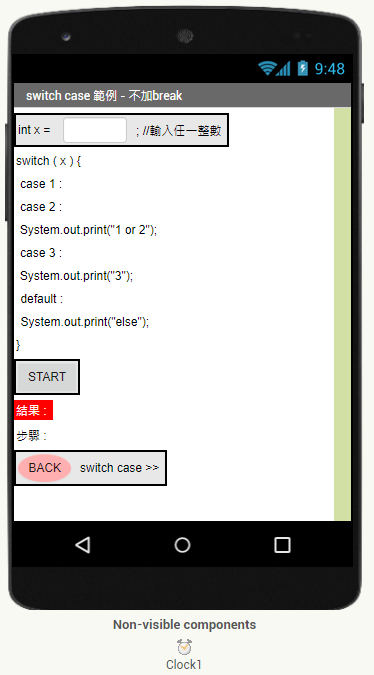 9:48
switch case 範例 - 不加break
int x = ; //輸入任一整數
switch ( x ) {
case 1 :
case 2 :
System.out.print("1 or 2");
case 3 :
System.out.print("3");
default :
System.out.print("else");
}
START
結果 :
步驟 :
BACK switch case >>
Non-visible components
Clock1